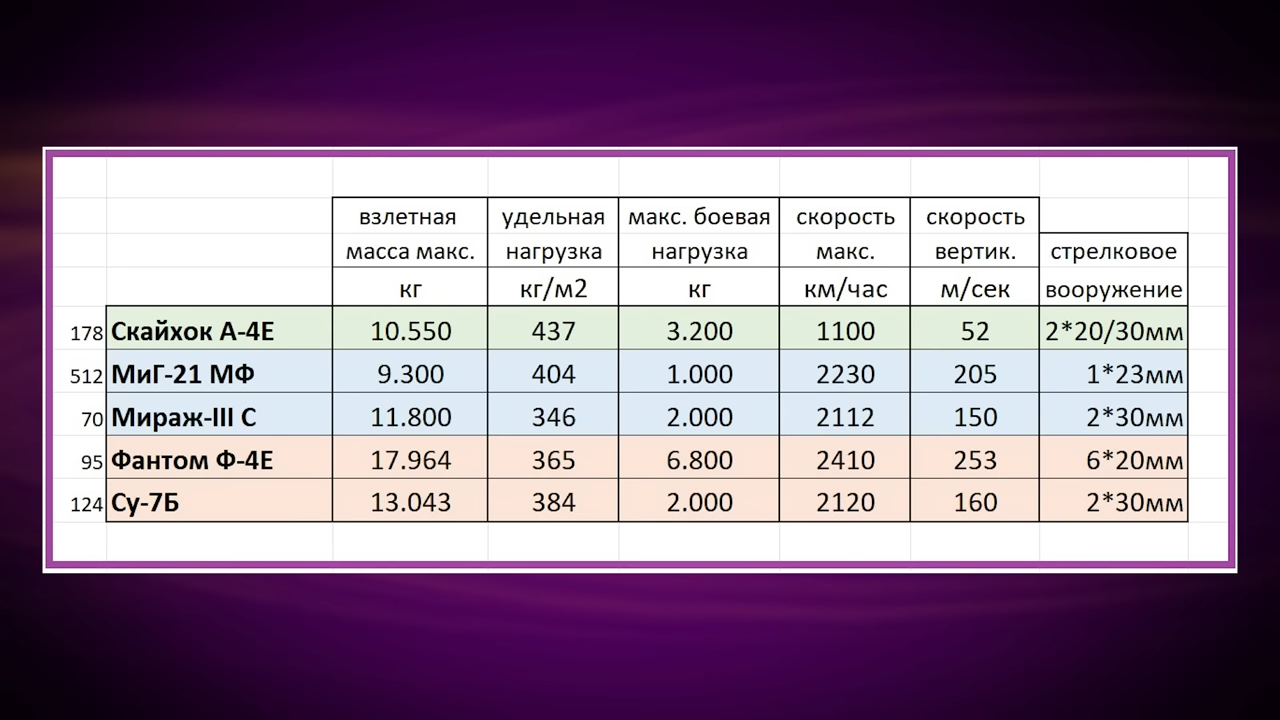 взлетная удельная макс. боевая скорость скорость
масса макс. нагрузка нагрузка макс. вертик. стрелковое
кг кг/м2 кг км/час м/сек вооружение
178 Скайхок А-4Е 10.550 437 3.200 1100 52 2*20/30мм
512 МиГ-21 МФ 9.300 404 1.000 2230 205 1*23мм
70 Мираж-III С 11.800 346 2.000 2112 150 2*30мм
95 Фантом Ф-4Е 17.964 365 6.800 2410 253 6*20мм
124 Су-7Б 13.043 384 2.000 2120 160 2*30мм